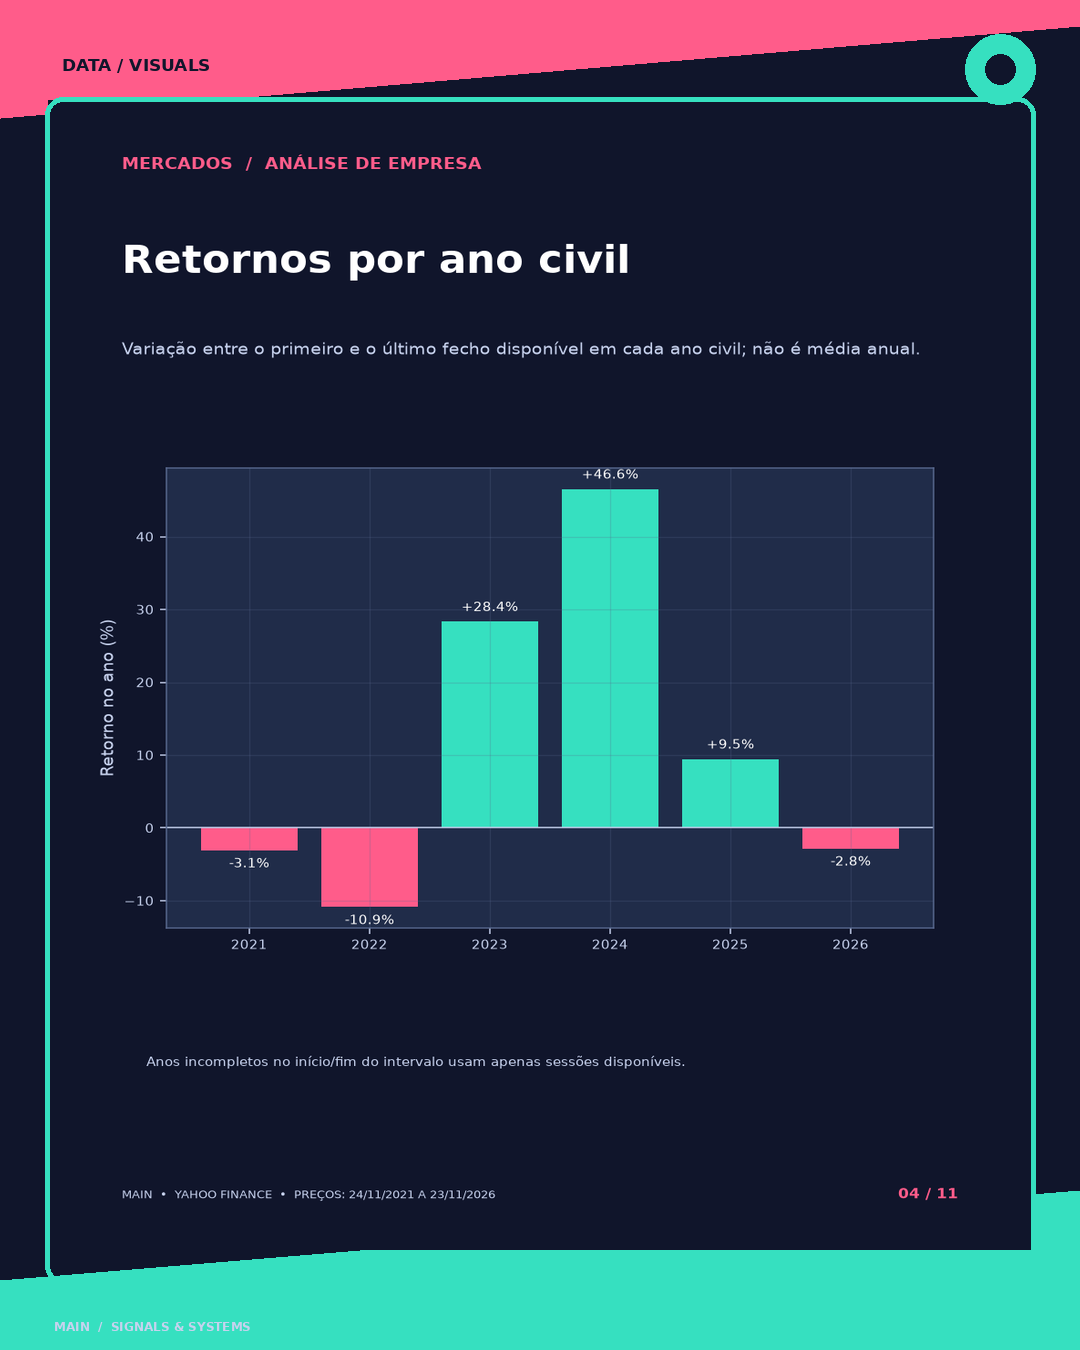 DATA / VISUALS
MERCADOS / ANÁLISE DE EMPRESA
Retornos por ano civil
Variação entre o primeiro e o último fecho disponível em cada ano civil; não é média anual.
+46.6%
40
+28.4%
30
20
+9.5%
10
0
-3.1%
-2.8%
−10
-10.9%
Retorno no ano (%)
2021 2022 2023 2024 2025 2026
Anos incompletos no início/fim do intervalo usam apenas sessões disponíveis.
MAIN • YAHOO FINANCE • PREÇOS: 24/11/2021 A 23/11/2026
04 / 11
MAIN / SIGNALS & SYSTEMS